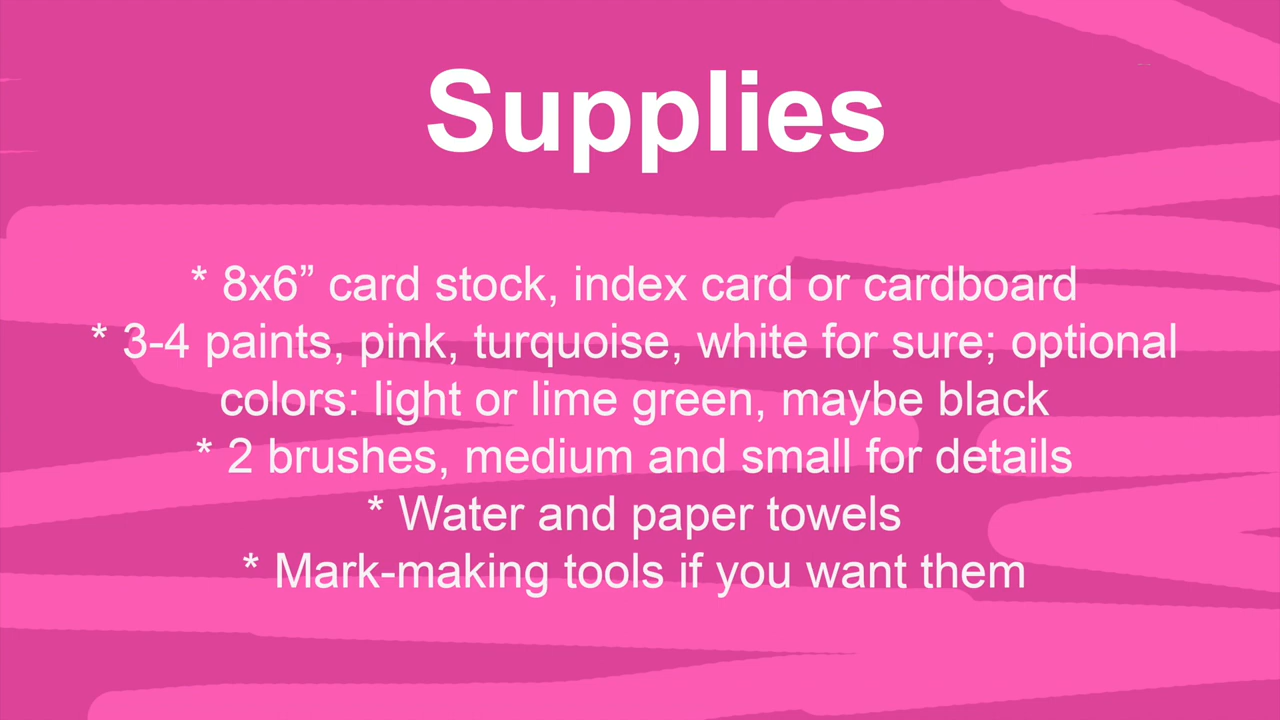 Supplies
* 8x6” card stock, index card or cardboard
* 3-4 paints, pink, turquoise, white for sure; optional
colors: light or lime green, maybe black
* 2 brushes, medium and small for details
* Water and paper towels
* Mark-making tools if you want them